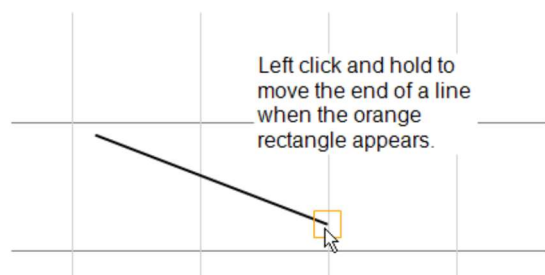 Left click and hold to
move the end of a line
when the orange
rectangle appears.